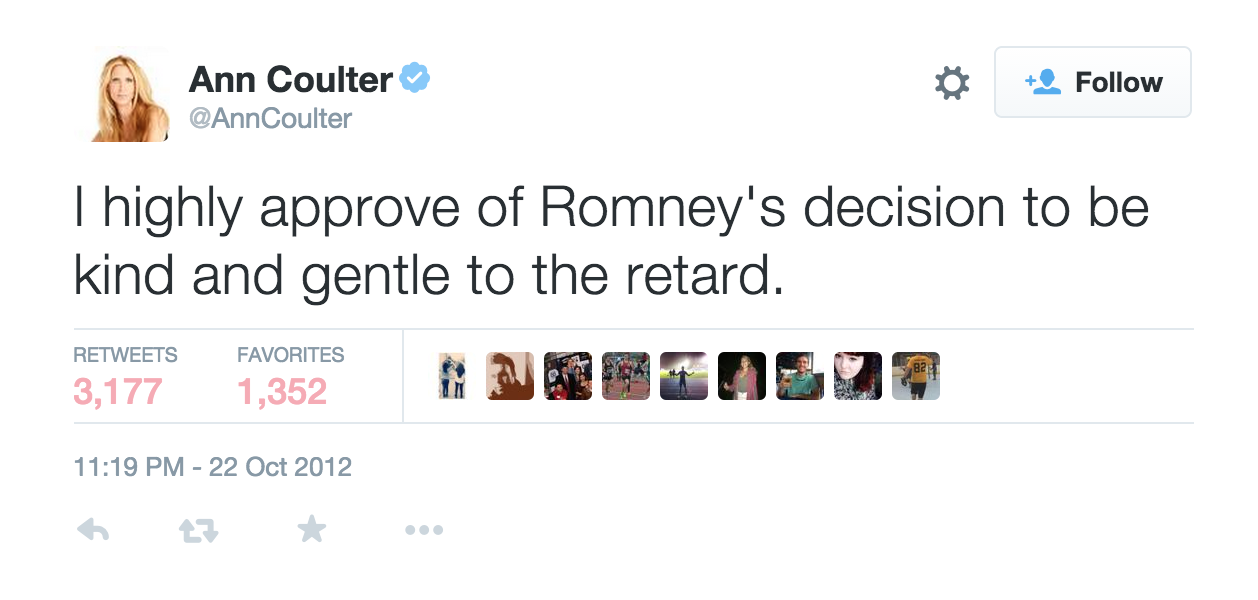 Ann Coulter
@AnnCoulter
Follow
I highly approve of Romney's decision to be
kind and gentle to the retard.
RETWEETS FAVORITES
3,177 1,352
82
11:19 PM - 22 Oct 2012